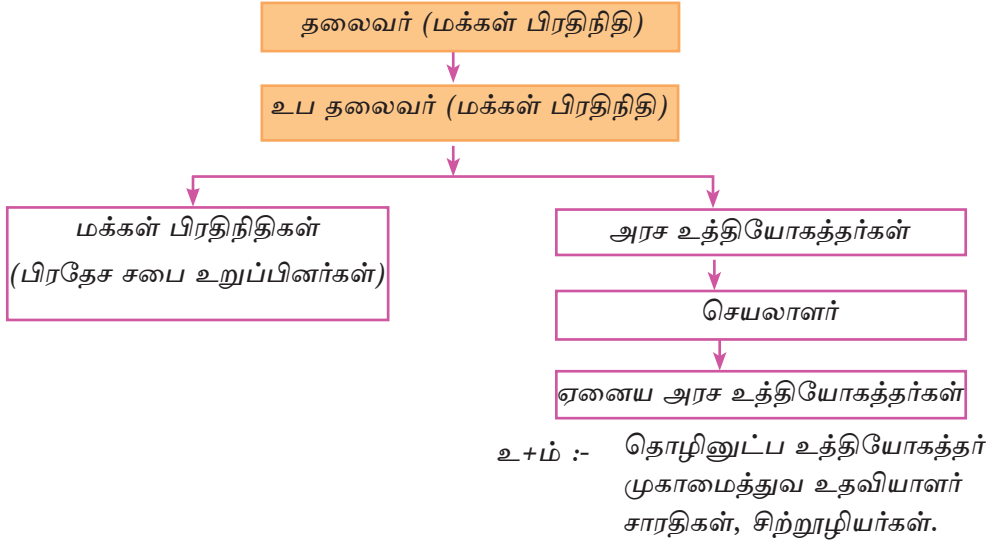 தலைவர் (மக்கள் பிரதிநிதி)
உப தலைவர் (மக்கள் பிரதிநிதி)
மக்கள் பிரதிநிதிகள்
(பிரதேச சபை உறுப்பினர்கள்)
அரச உத்தியோகத்தர்கள்
செயலாளர்
ஏனைய அரச உத்தியோகத்தர்கள்
உ+ம் :- தொழினுட்ப உத்தியோகத்தர்
முகாமைத்துவ உதவியாளர்
சாரதிகள், சிற்றூழியர்கள்.